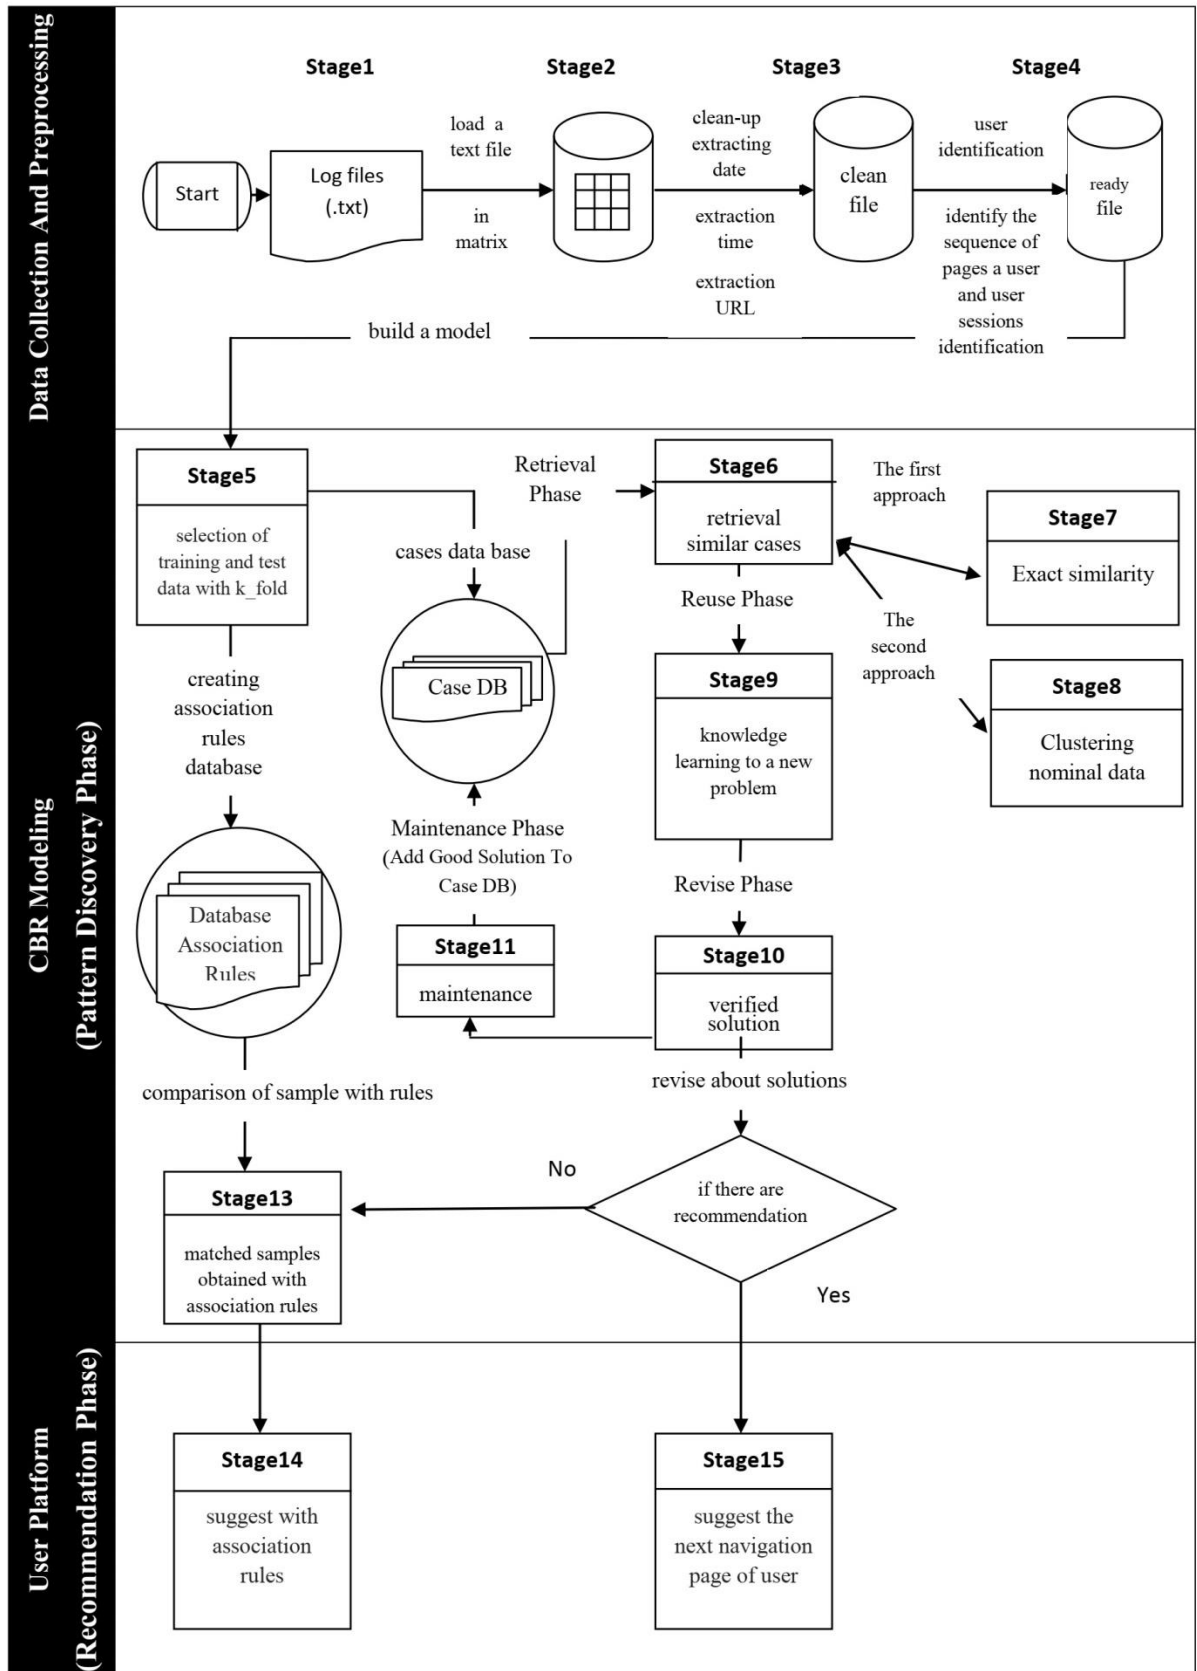 Data Collection And Preprocessing
Stage1
Stage2
Stage3
Stage4
Start
Log files
(.txt)
load a
text file
in
matrix
clean-up
extracting
date
extraction
time
extraction
URL
clean
file
user
identification
identify the
sequence of
pages a user
and user
sessions
identification
ready
file
build a model
CBR Modeling
(Pattern Discovery Phase)
Stage5
selection of
training and test
data with k_fold
cases data base
Case DB
Retrieval
Phase
Stage6
retrieval
similar cases
The first
approach
Stage7
Exact similarity
The
second
approach
Stage8
Clustering
nominal data
Reuse Phase
Stage9
knowledge
learning to a new
problem
creating
association
rules
database
Database
Association
Rules
Maintenance Phase
(Add Good Solution To
Case DB)
Revise Phase
Stage10
verified
solution
Stage11
maintenance
comparison of sample with rules
revise about solutions
if there are
recommendation
No
Yes
Stage13
matched samples
obtained with
association rules
User Platform
(Recommendation Phase)
Stage14
suggest with
association
rules
Stage15
suggest the
next navigation
page of user